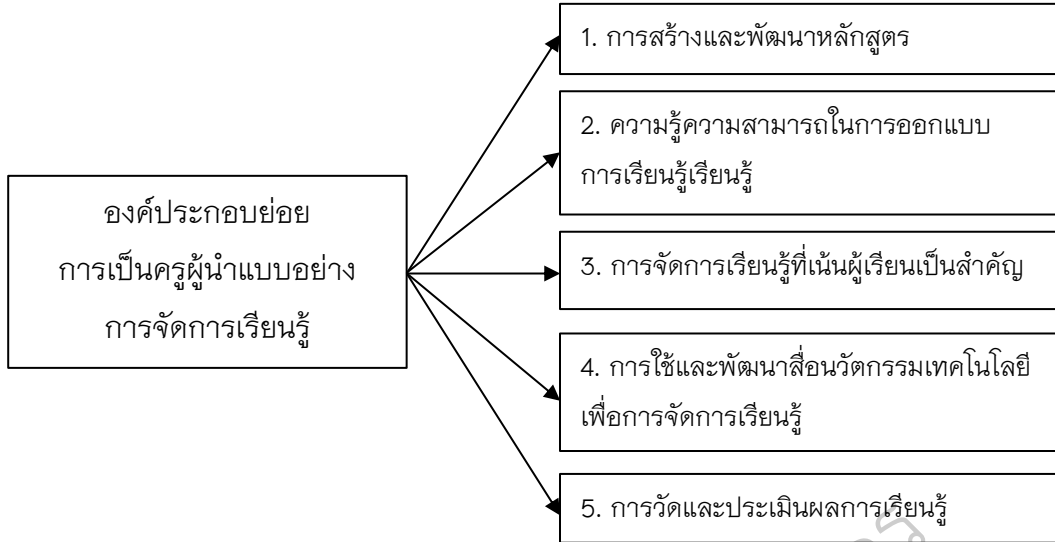 องค์ประกอบย่อย
การเป็นครูผู้นำแบบอย่าง
การจัดการเรียนรู้
1. การสร้างและพัฒนาหลักสูตร
2. ความรู้ความสามารถในการออกแบบ
การเรียนรู้เรียนรู้
3. การจัดการเรียนรู้ที่เน้นผู้เรียนเป็นสำคัญ
4. การใช้และพัฒนาสื่อนวัตกรรมเทคโนโลยี
เพื่อการจัดการเรียนรู้
5. การวัดและประเมินผลการเรียนรู้